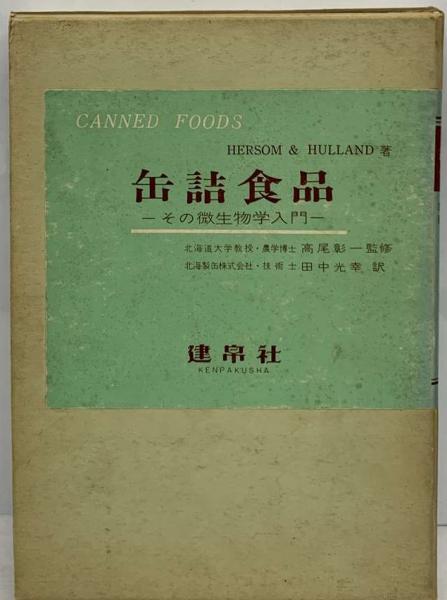 CANNED FOODS
HERSOM & HULLAND 著
缶詰食品
－その微生物学入門－
北海道大学教授・農学博士 高尾彰一監修
北海製缶株式会社・技術士 田中光幸 訳
建帛社
KENPAKUSHA